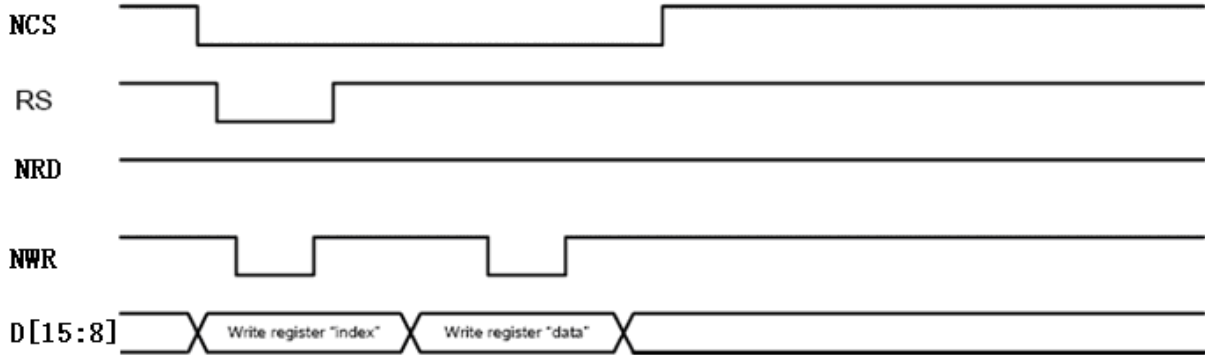 NCS
RS
NRD
NWR
D[15:8] Write register "index" Write register "data"